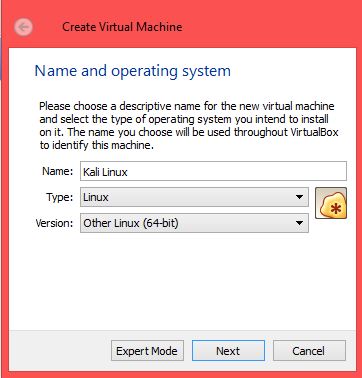 Create Virtual Machine
Name and operating system
Please choose a descriptive name for the new virtual machine
and select the type of operating system you intend to install
on it. The name you choose will be used throughout VirtualBox
to identify this machine.
Name: Kali Linux
Type: Linux
Version: Other Linux (64-bit)
Expert Mode Next Cancel